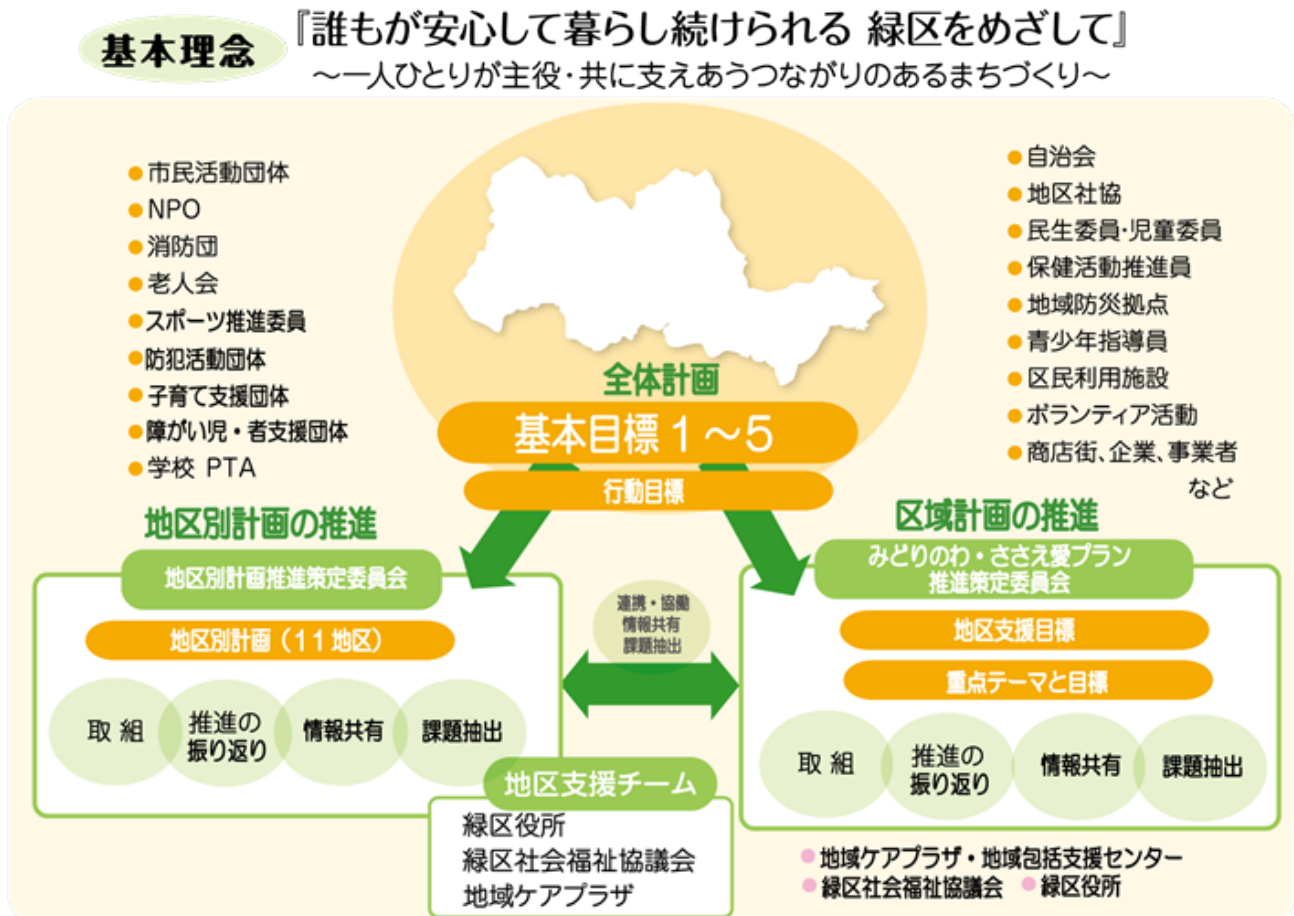 基本理念
『誰もが安心して暮らし続けられる 緑区をめざして』
～一人ひとりが主役・共に支えあうつながりのあるまちづくり～
市民活動団体
NPO
消防団
老人会
スポーツ推進委員
防犯活動団体
子育て支援団体
障がい児・者支援団体
学校 PTA
自治会
地区社協
民生委員・児童委員
保健活動推進員
地域防災拠点
青少年指導員
区民利用施設
ボランティア活動
商店街、企業、事業者
など
全体計画
基本目標１～５
行動目標
地区別計画の推進
地区別計画推進策定委員会
地区別計画（11 地区）
取 組
推進の
振り返り
情報共有
課題抽出
連携・協働
情報共有
課題抽出
区域計画の推進
みどりのわ・ささえ愛プラン
推進策定委員会
地区支援目標
重点テーマと目標
取 組
推進の
振り返り
情報共有
課題抽出
地区支援チーム
緑区役所
緑区社会福祉協議会
地域ケアプラザ
地域ケアプラザ・地域包括支援センター
緑区社会福祉協議会 緑区役所